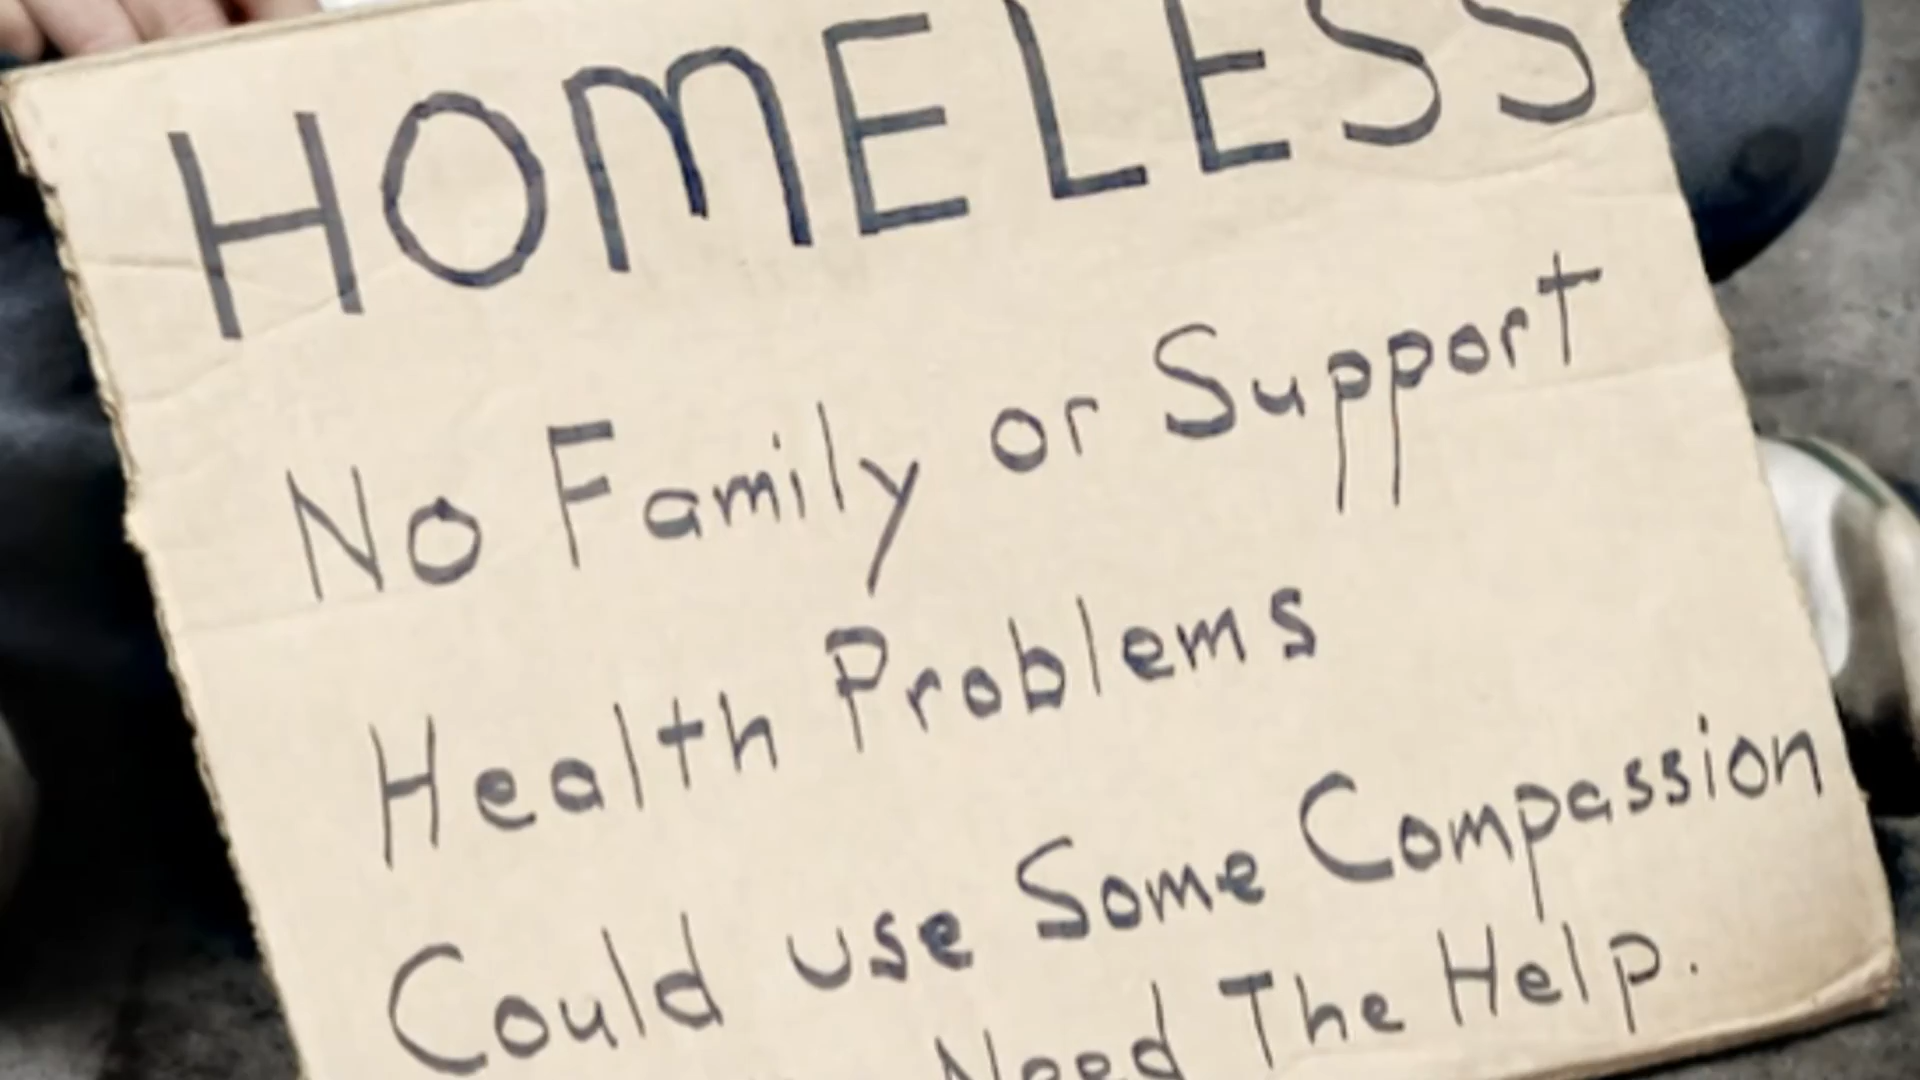 HOMELESS
No Family or Support
Health Problems
Could use Some Compassion
Need The Help.